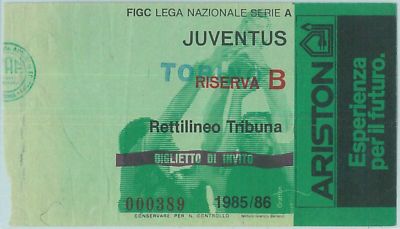 FIGC LEGA NAZIONALE SERIE A
JUVENTUS
RISERVA B
Rettilineo Tribuna
BIGLIETTO DI INVITO
000389
1985/86
CONSERVARE PER IL CONTROLLO
ARISTON
Esperienza
per il futuro.